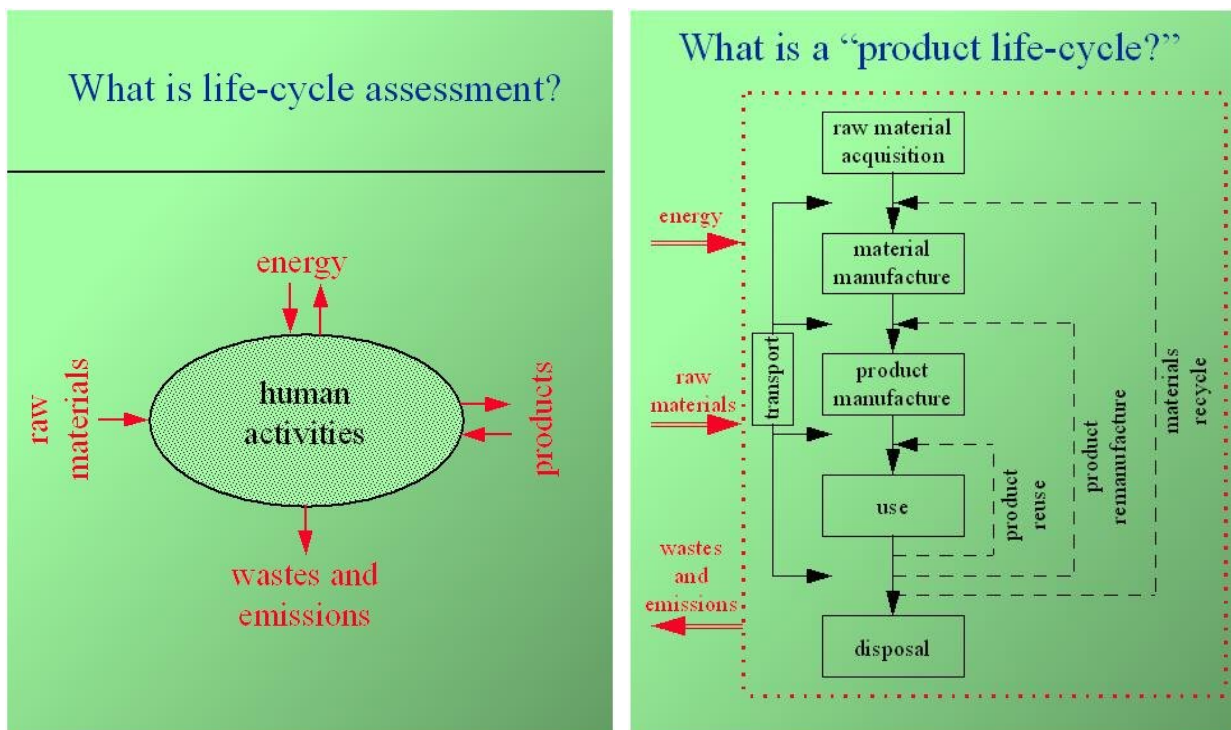 What is life-cycle assessment?
energy
raw
materials
human
activities
products
wastes and
emissions
What is a “product life-cycle?”
raw material
acquisition
energy
material
manufacture
transport
raw
materials
product
manufacture
materials
recycle
product
remanufacture
product
reuse
use
wastes
and
emissions
disposal